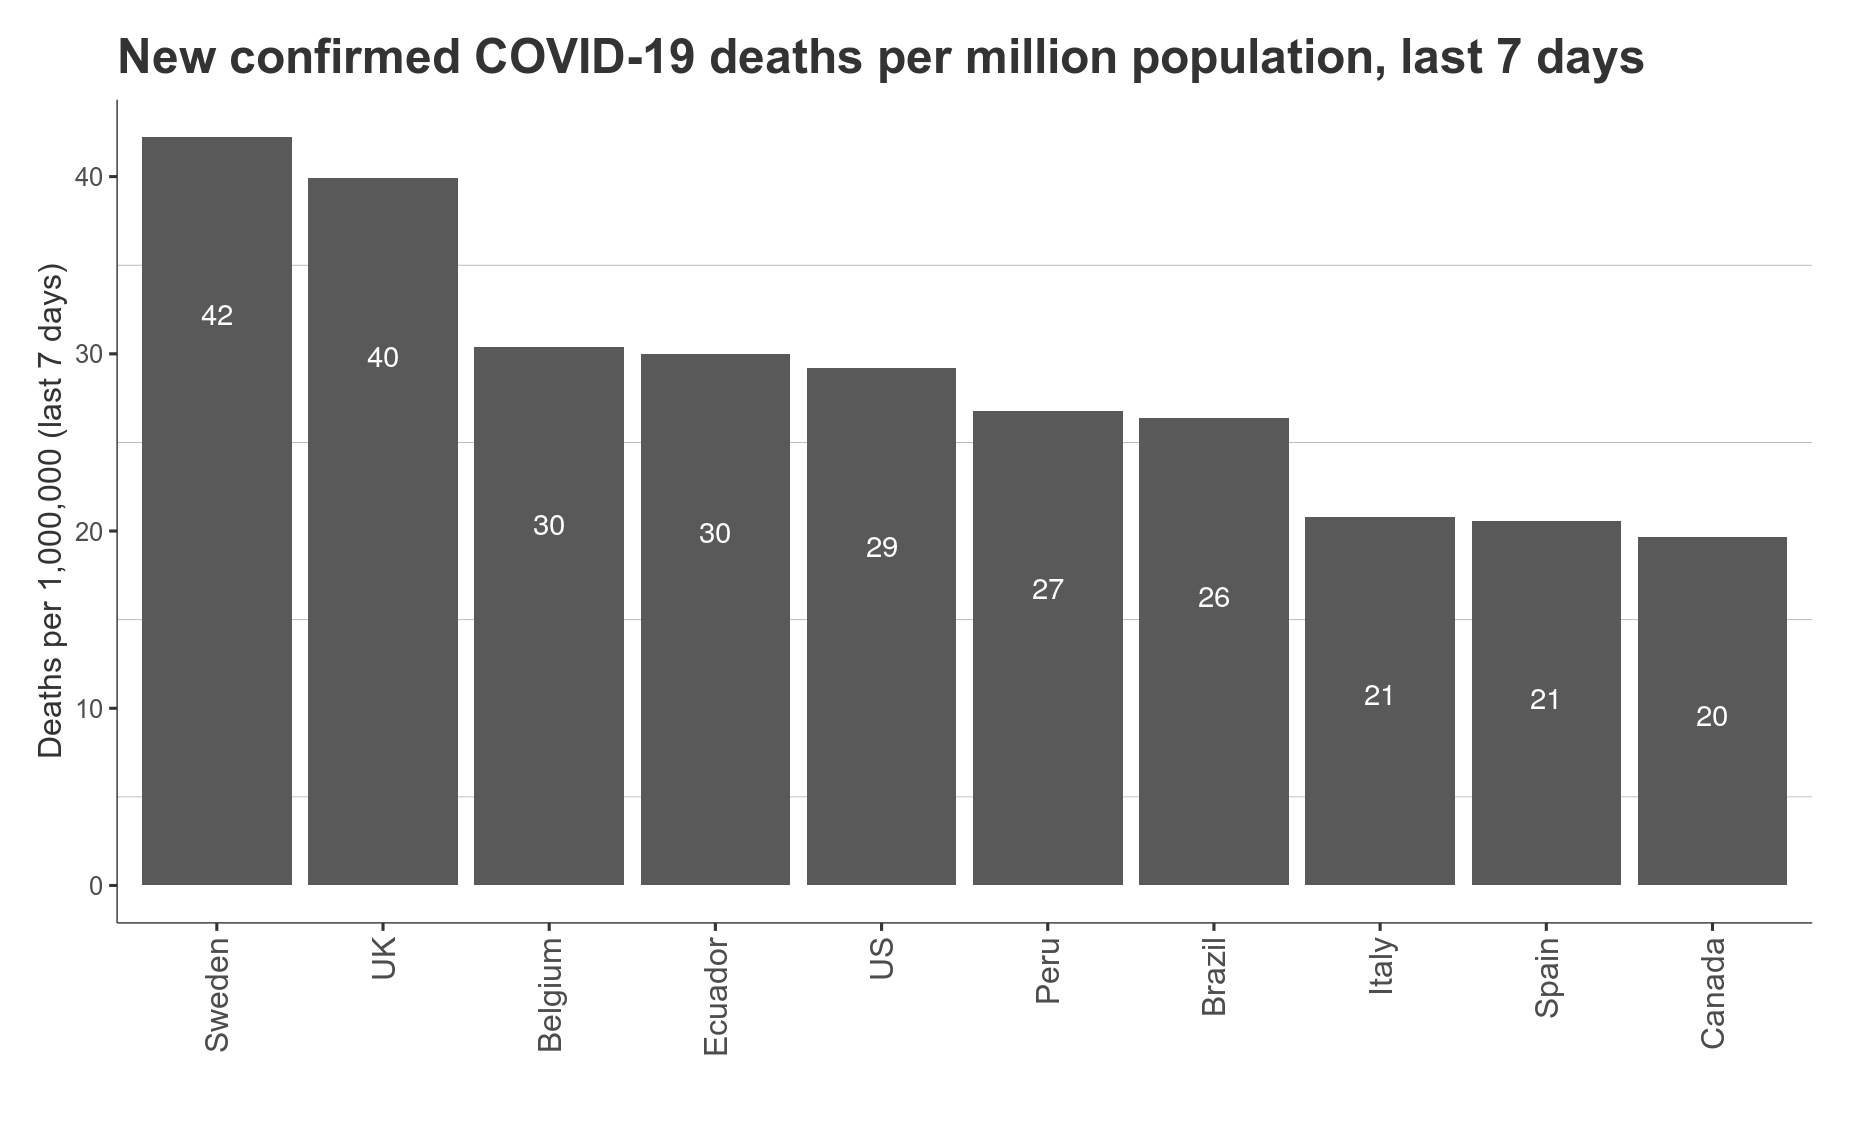 New confirmed COVID-19 deaths per million population, last 7 days
Deaths per 1,000,000 (last 7 days)
40
30
20
10
0
42
40
30
30
29
27
26
21
21
20
Sweden
UK
Belgium
Ecuador
US
Peru
Brazil
Italy
Spain
Canada